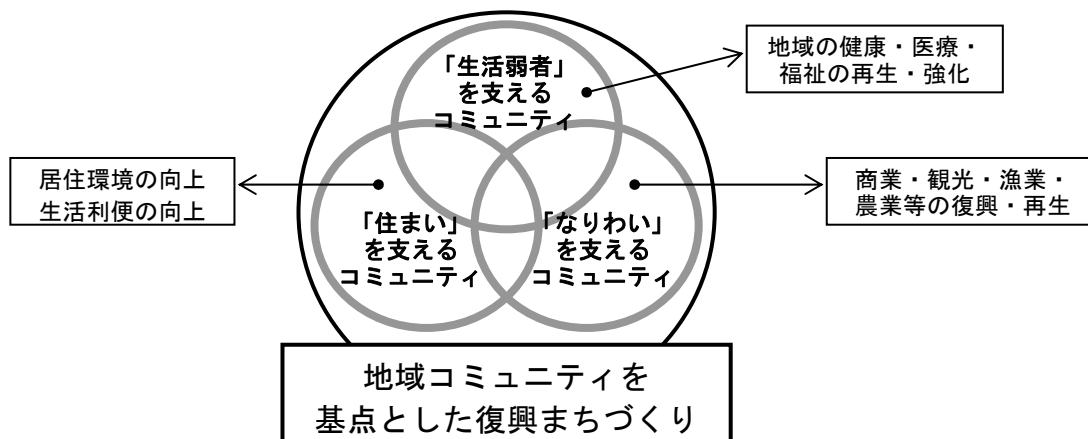 「生活弱者」
を支える
コミュニティ
地域の健康・医療・
福祉の再生・強化
居住環境の向上
生活利便の向上
「住まい」
を支える
コミュニティ
「なりわい」
を支える
コミュニティ
商業・観光・漁業・
農業等の復興・再生
地域コミュニティを
基点とした復興まちづくり